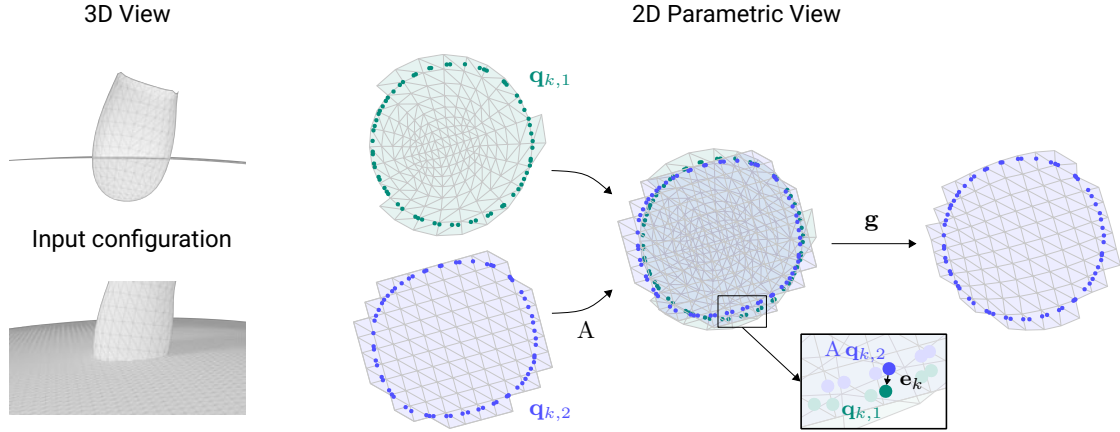 3D View
2D Parametric View
q_{k,1}
Input configuration
g
A
A q_{k,2}
e_k
q_{k,1}
q_{k,2}